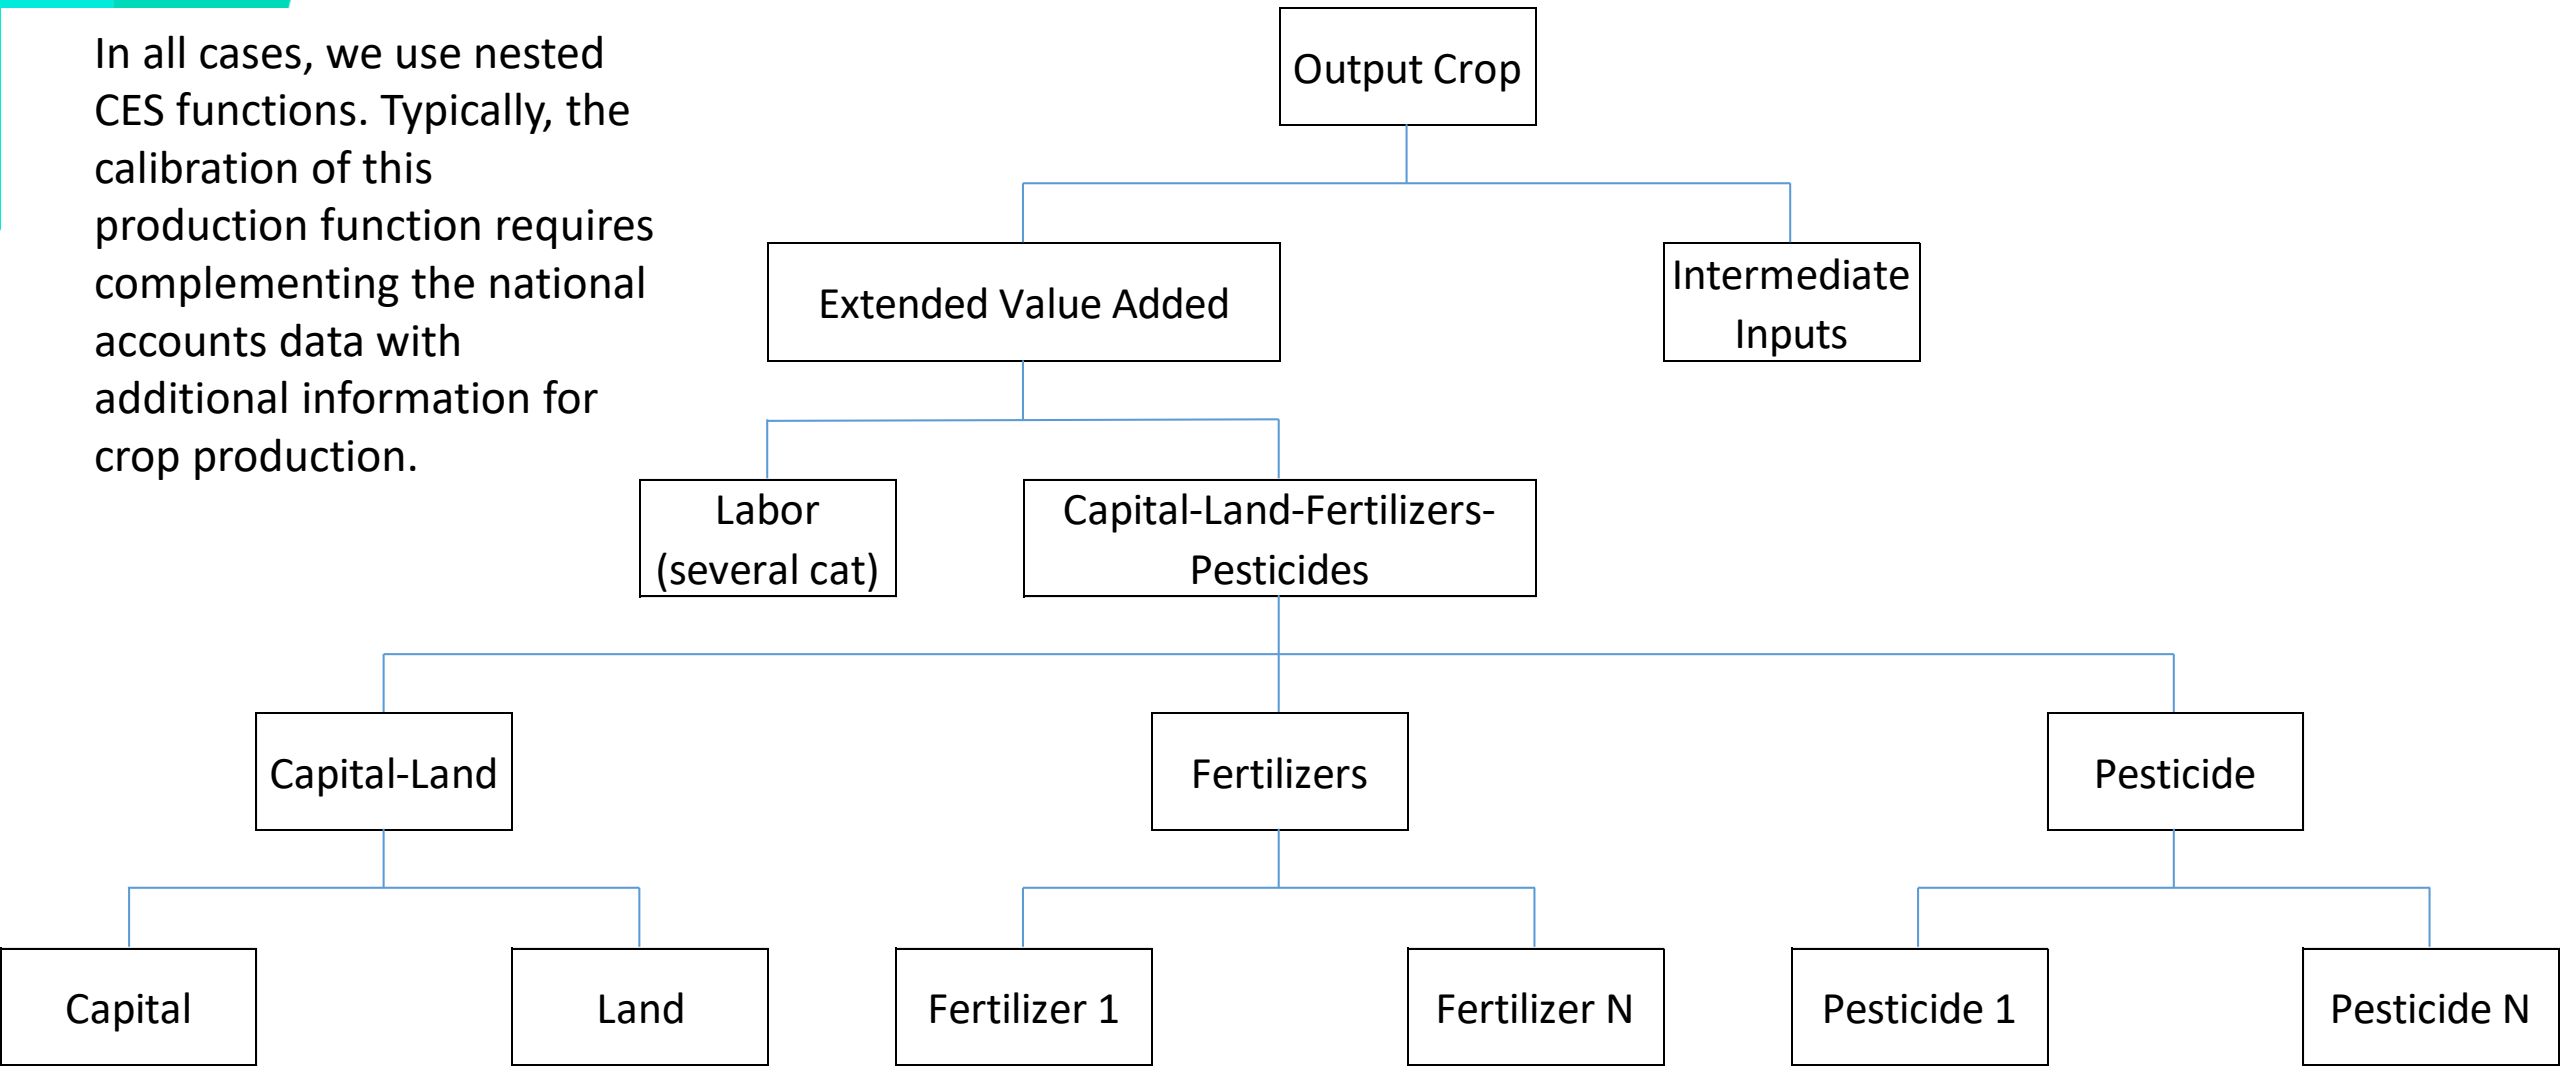 In all cases, we use nested
CES functions. Typically, the
calibration of this
production function requires
complementing the national
accounts data with
additional information for
crop production.
Output Crop
Extended Value Added
Intermediate
Inputs
Labor
(several cat)
Capital-Land-Fertilizers-
Pesticides
Capital-Land
Fertilizers
Pesticide
Capital
Land
Fertilizer 1
Fertilizer N
Pesticide 1
Pesticide N